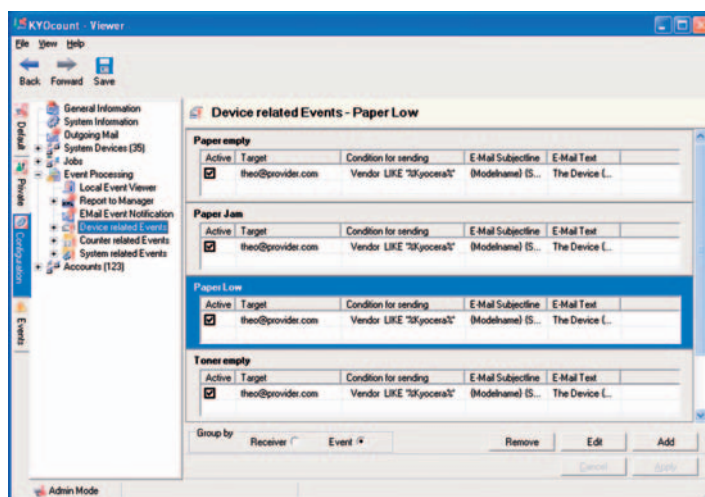 KYOcount - Viewer
File View Help
Back Forward Save
Default
Private
Configuration
Events
General Information
System Information
Outgoing Mail
System Devices (35)
Jobs
Event Processing
Local Event Viewer
Report to Manager
EMail Event Notification
Device related Events
Counter related Events
System related Events
Accounts (123)
Device related Events - Paper Low
Paper empty
Active Target Condition for sending E-Mail Subjectline E-Mail Text
theo@provider.com Vendor LIKE "%Kyocera%" {Modelname} (S... The Device {...
Paper Jam
Active Target Condition for sending E-Mail Subjectline E-Mail Text
theo@provider.com Vendor LIKE "%Kyocera%" {Modelname} (S... The Device {...
Paper Low
Active Target Condition for sending E-Mail Subjectline E-Mail Text
theo@provider.com Vendor LIKE "%Kyocera%" {Modelname} (S... The Device {...
Toner empty
Active Target Condition for sending E-Mail Subjectline E-Mail Text
theo@provider.com Vendor LIKE "%Kyocera%" {Modelname} (S... The Device {...
Group by
Receiver Event Remove Edit Add
Cancel Apply
Admin Mode